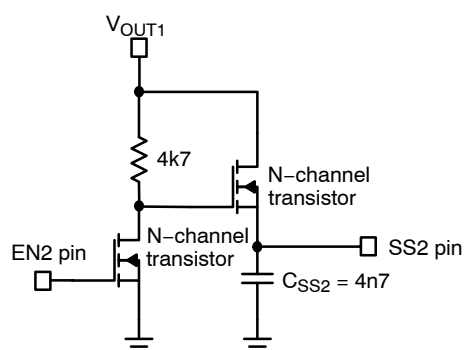 VOUT1
4k7
N−channel
transistor
N−channel
transistor
EN2 pin
SS2 pin
CSS2 = 4n7